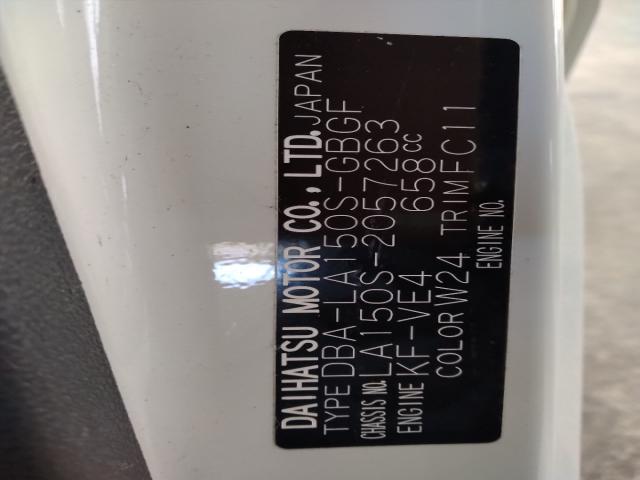 DAIHATSU MOTOR CO., LTD. JAPAN
TYPE DBA-LA150S-GBGF
CHASSIS NO. LA150S-2057263
ENGINE KF-VE4 658cc
COLOR W24 TRIM FC11
ENGINE NO.